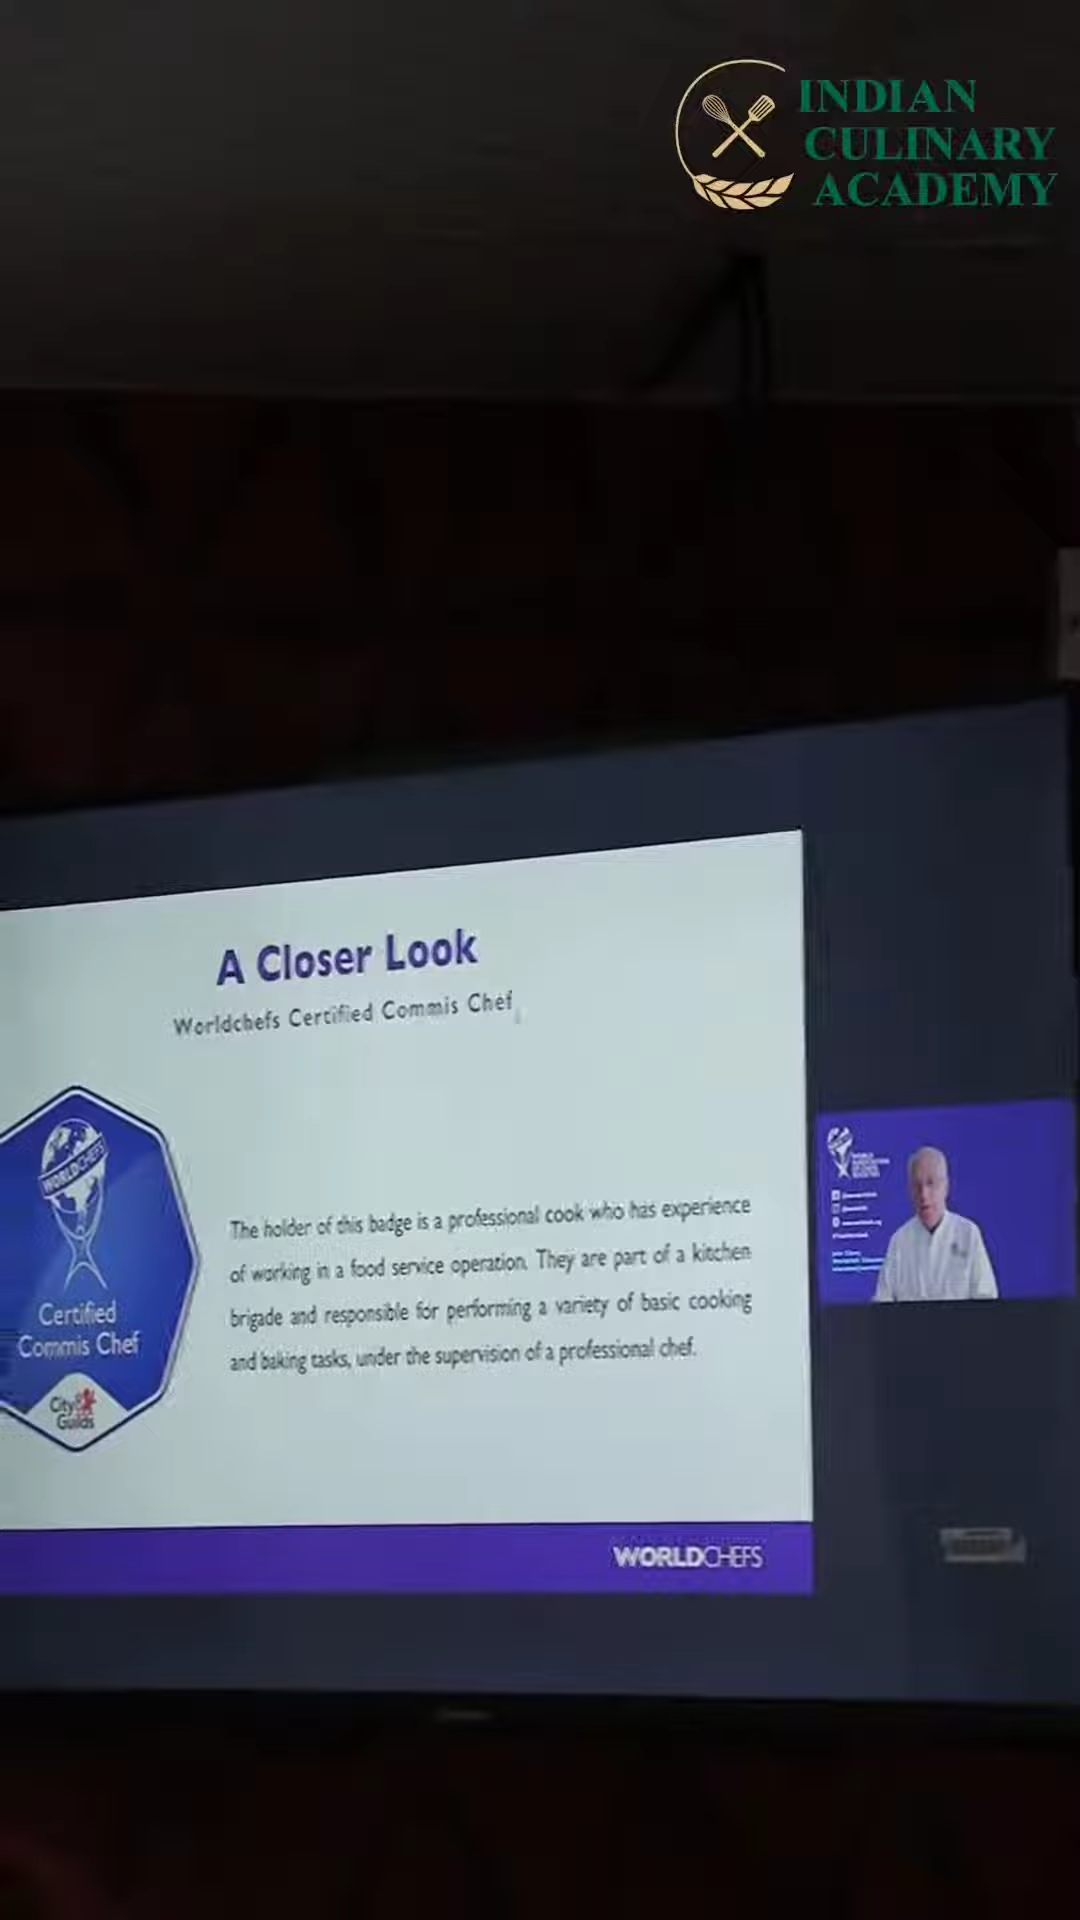 INDIAN
CULINARY
ACADEMY
A Closer Look
Worldchefs Certified Commis Chef
WORLDCHEFS
Certified
Commis Chef
City &
Guilds
The holder of this badge is a professional cook who has experience
of working in a food service operation. They are part of a kitchen
brigade and responsible for performing a variety of basic cooking
and baking tasks, under the supervision of a professional chef.
WORLD
WORLDCHEFS